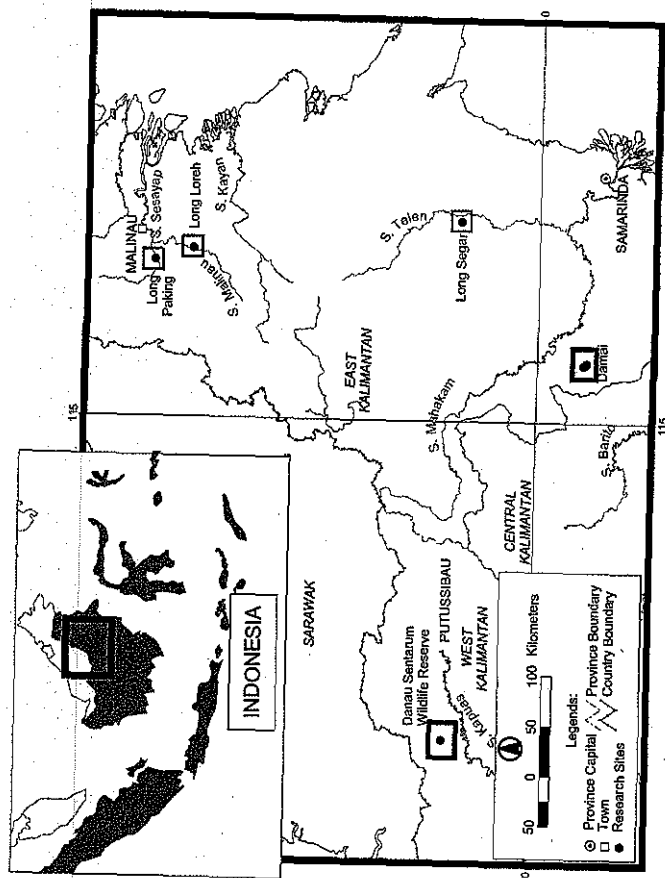 INDONESIA
115
0
MALINAU
S. Sesayap
Long
Paking
Long Loreh
S. Malinau
S. Kayan
SARAWAK
EAST
KALIMANTAN
S. Telen
Danau Sentarum
Wildlife Reserve
PUTUSSIBAU
S. Kapuas
WEST
KALIMANTAN
S. Mahakam
Long Segar
CENTRAL
KALIMANTAN
0
Damai
SAMARINDA
S. Barito
115
50 0 50 100 Kilometers
Legends:
Province Capital
Province Boundary
Town
Country Boundary
Research Sites